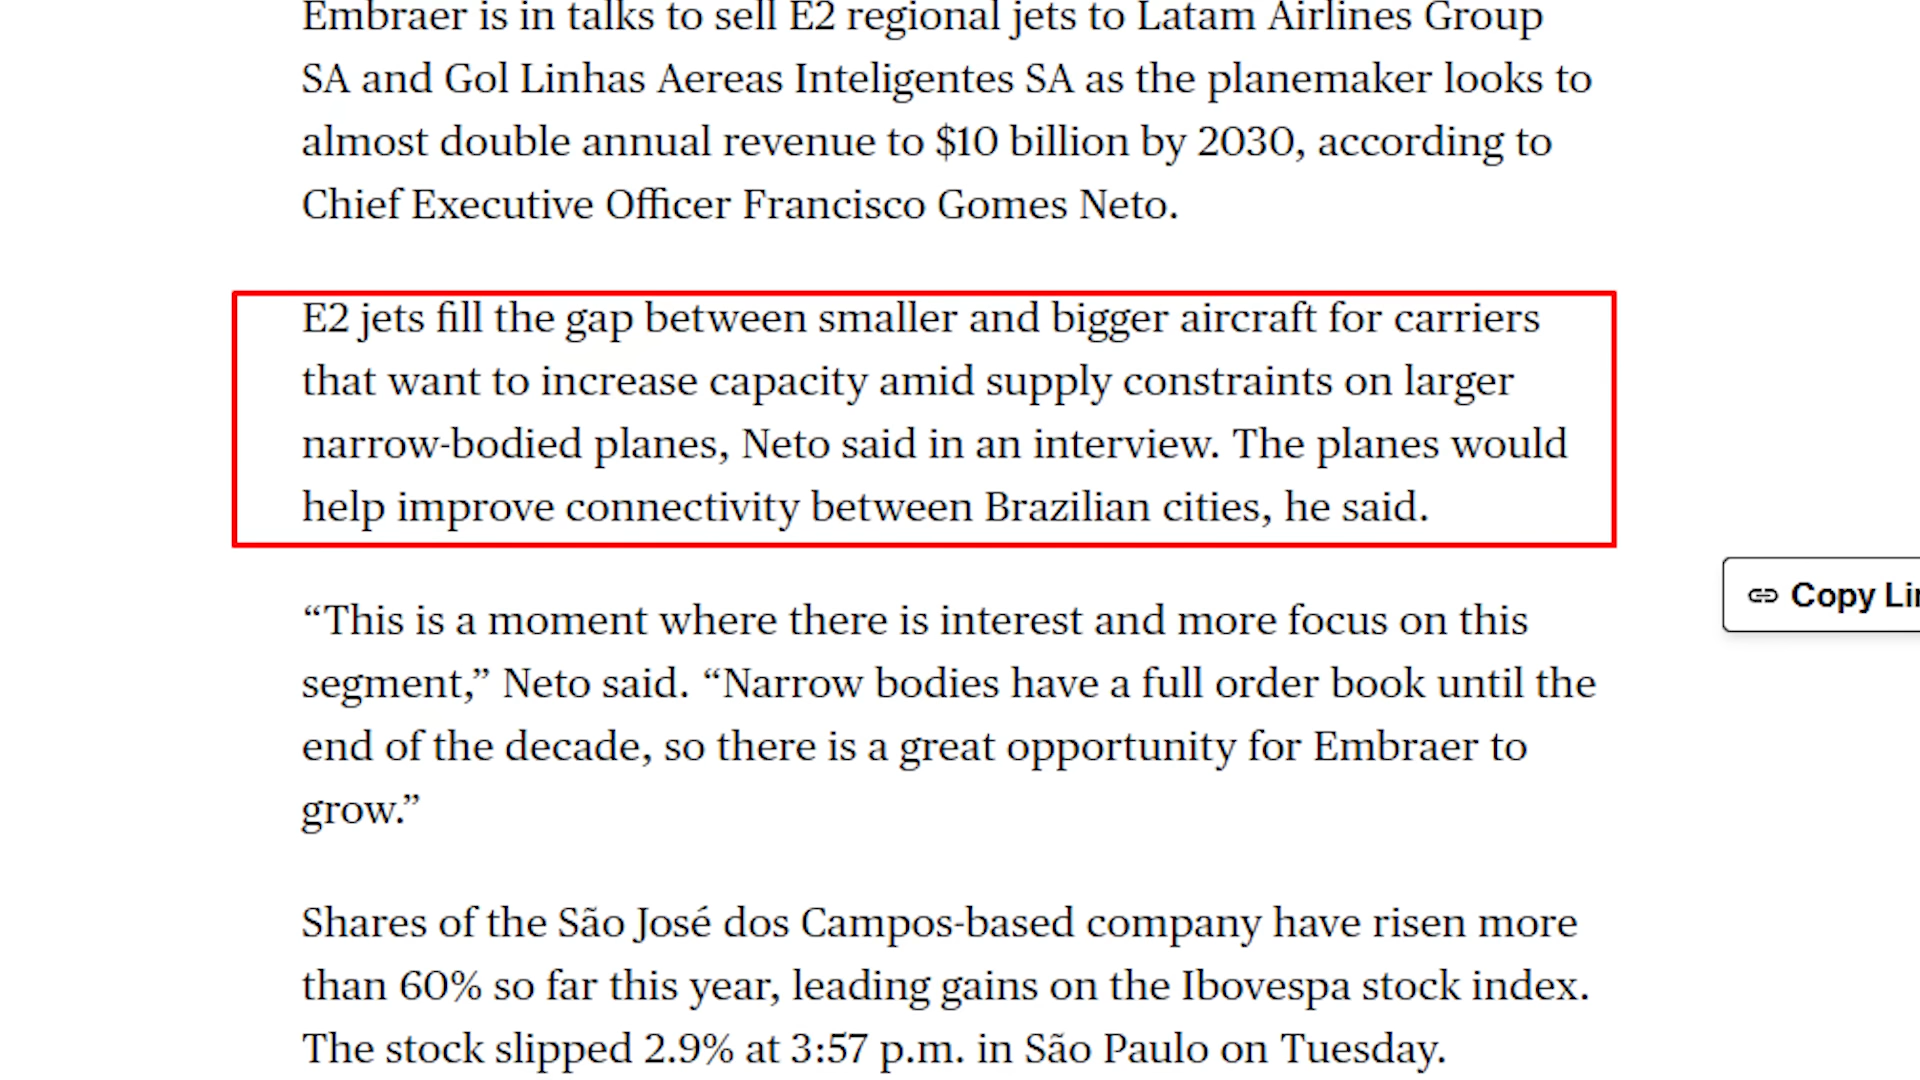 Embraer is in talks to sell E2 regional jets to Latam Airlines Group
SA and Gol Linhas Aereas Inteligentes SA as the planemaker looks to
almost double annual revenue to $10 billion by 2030, according to
Chief Executive Officer Francisco Gomes Neto.
E2 jets fill the gap between smaller and bigger aircraft for carriers
that want to increase capacity amid supply constraints on larger
narrow-bodied planes, Neto said in an interview. The planes would
help improve connectivity between Brazilian cities, he said.
“This is a moment where there is interest and more focus on this
segment,” Neto said. “Narrow bodies have a full order book until the
end of the decade, so there is a great opportunity for Embraer to
grow.”
Copy
Shares of the São José dos Campos-based company have risen more
than 60% so far this year, leading gains on the Ibovespa stock index.
The stock slipped 2.9% at 3:57 p.m. in São Paulo on Tuesday.